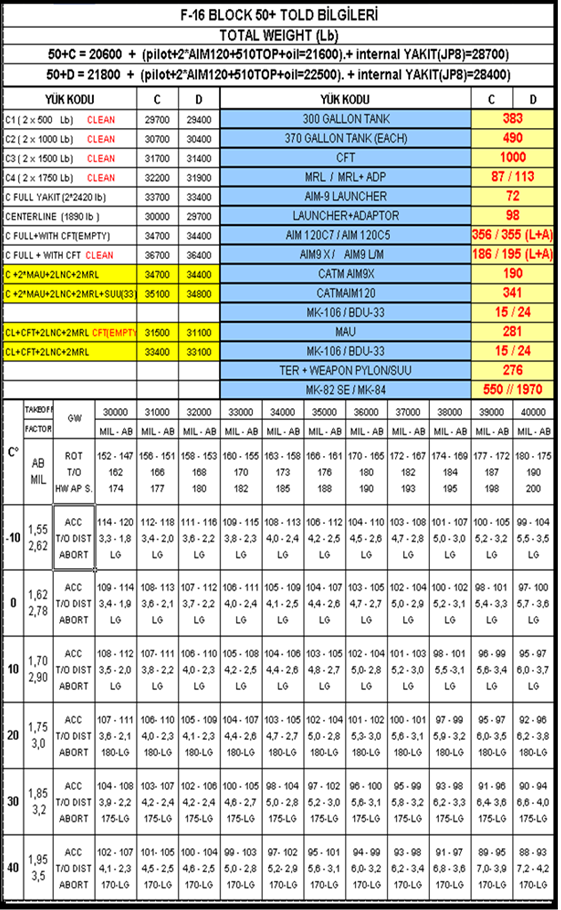 F-16 BLOCK 50+ TOLD BİLGİLERİ
TOTAL WEIGHT (Lb)
50+C = 20600 + (pilot+2*AIM120+510TOP+oil=21600).+ internal YAKIT(JP8)=28700)
50+D = 21800 + (pilot+2*AIM120+510TOP+oil=22500). + internal YAKIT(JP8)=28400)
YÜK KODU C D YÜK KODU C D
C1 ( 2 x 500 Lb) CLEAN 29700 29400 300 GALLON TANK 383
C2 ( 2 x 1000 Lb) CLEAN 30700 30400 370 GALLON TANK (EACH) 490
C3 ( 2 x 1500 Lb) CLEAN 31700 31400 CFT 1000
C4 ( 2 x 1750 Lb) CLEAN 32200 31900 MRL / MRL+ ADP 87 / 113
C FULL YAKIT(2*2420 lb) 33700 33400 AIM-9 LAUNCHER 72
CENTERLINE (1890 lb ) 30000 29700 LAUNCHER+ADAPTOR 98
C FULL+WITH CFT(EMPTY) 34700 34400 AIM 120C7 / AIM 120C5 356 / 355 (L+A)
C FULL + WITH CFT CLEAN 36700 36400 AIM9 X / AIM9 L/M 186 / 195 (L+A)
C +2*MAU+2LNC+2MRL 34700 34400 CATM AIM9X 190
C +2*MAU+2LNC+2MRL+SUU(33) 35100 34800 CATMAIM120 341
MK-106 / BDU-33 15 / 24
CL+CFT+2LNC+2MRL CFT(EMPTY 31500 31100 MAU 281
CL+CFT+2LNC+2MRL 33400 33100 MK-106 / BDU-33 15 / 24
TER + WEAPON PYLON/SUU 276
MK-82 SE / MK-84 550 // 1970
C° TAKEOFF FACTOR GW 30000 31000 32000 33000 34000 35000 36000 37000 38000 39000 40000
MIL - AB MIL - AB MIL - AB MIL - AB MIL - AB MIL - AB MIL - AB MIL - AB MIL - AB MIL - AB MIL - AB
AB MIL ROT 152 - 147 156 - 151 158 - 153 160 - 155 163 - 158 166 - 161 170 - 165 172 - 167 174 - 169 177 - 172 180 - 175
T/O 162 166 168 170 173 176 180 182 184 187 190
HW AP S. 174 177 180 182 185 188 190 193 195 198 200
-10 1,55 2,62 ACC 114 - 120 112- 118 111 - 116 109 - 115 108 - 113 106 - 112 104 - 110 103 - 108 101 - 107 100 - 105 99 - 104
T/O DIST 3,3 - 1,8 3,4 - 2,0 3,6 - 2,2 3,8 - 2,3 4,0 - 2,4 4,2 - 2,5 4,5 - 2,6 4,7 - 2,8 5,0 - 3,0 5,2 - 3,2 5,5 - 3,5
ABORT LG LG LG LG LG LG LG LG LG LG LG
0 1,62 2,78 ACC 109 - 114 108- 113 107 - 112 106 - 111 105 - 109 104 - 107 103 - 105 102 - 104 100 - 102 98 - 101 97- 100
T/O DIST 3,4 - 1,9 3,6 - 2,1 3,7 - 2,2 4,0 - 2,4 4,1 - 2,5 4,4 - 2,6 4,7 - 2,7 5,0 - 2,9 5,2 - 3,1 5,4 - 3,3 5,7 - 3,6
ABORT LG LG LG LG LG LG LG LG LG LG LG
10 1,70 2,90 ACC 108 - 112 107- 111 106 - 110 105 - 108 104 - 106 103 - 105 102 - 104 101 - 103 98 - 101 96 - 99 95 - 97
T/O DIST 3,5 - 2,0 3,8 - 2,2 4,0 - 2,3 4,2 - 2,5 4,4 - 2,6 4,8 - 2,7 5,0- 2,8 5,2 - 3,0 5,5 -3,1 5,6 - 3,4 6,0 - 3,7
ABORT LG LG LG LG LG LG LG LG LG LG LG
20 1,75 3,0 ACC 107 - 111 106- 110 105 - 109 104 - 107 103 - 105 102 - 104 101 - 102 100 - 101 97 - 99 95 - 97 92 - 96
T/O DIST 3,6 - 2,1 4,0 - 2,3 4,1 - 2,3 4,4 - 2,6 4,7 - 2,7 5,0 - 2,8 5,3- 3,0 5,6 - 3,1 5,9 - 3,2 6,0 - 3,5 6,2 - 3,8
ABORT 180-LG 180-LG 180-LG 180-LG 180-LG 180-LG 180-LG 180-LG 180-LG 180-LG 180-LG
30 1,85 3,2 ACC 104 - 108 103- 107 102 - 106 100 - 105 98 - 104 97 - 102 96 - 100 95 - 99 93 - 98 91 - 96 90 - 94
T/O DIST 3,9 - 2,2 4,2 - 2,4 4,2 - 2,4 4,6 - 2,7 5,0 - 2,8 5,2 - 3,0 5,6- 3,1 5,8 - 3,2 6,2 - 3,3 6,4- 3,6 6,6 - 4,0
ABORT 175-LG 175-LG 175-LG 175-LG 175-LG 175-LG 175-LG 175-LG 175-LG 175-LG 175-LG
40 1,95 3,5 ACC 102 - 107 101- 105 100 - 104 99 - 103 97 - 102 95 - 101 94 - 99 93 - 98 91 - 97 89 - 95 88 - 93
T/O DIST 4,1 - 2,3 4,5 - 2,5 4,6 - 2,5 5,0 - 2,8 5,2 - 2,9 5,6 - 3,1 6,0- 3,2 6,2 - 3,4 6,8 - 3,6 7,0 - 3,9 7,2 - 4,2
ABORT 170-LG 170-LG 170-LG 170-LG 170-LG 170-LG 170-LG 170-LG 170-LG 170-LG 170-LG